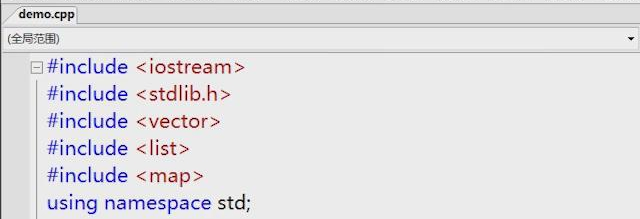 demo.cpp
(全局范围)
#include <iostream>
#include <stdlib.h>
#include <vector>
#include <list>
#include <map>
using namespace std;